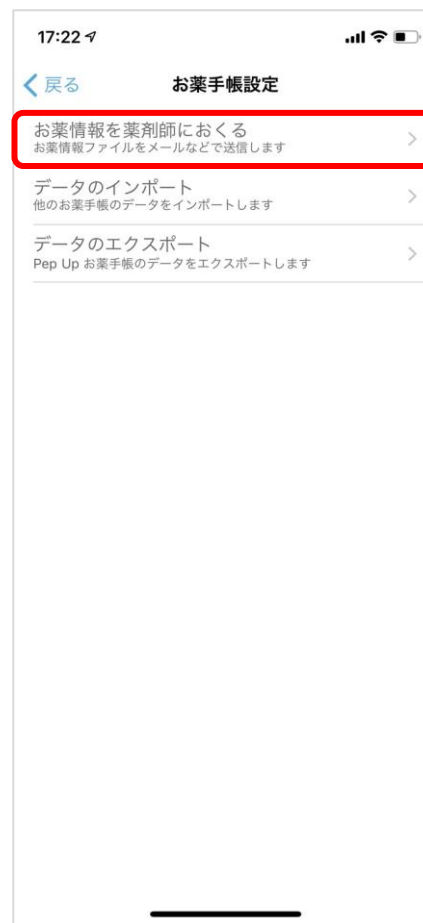 17:22
戻る
お薬手帳設定
お薬情報を薬剤師におくる
お薬情報ファイルをメールなどで送信します
データのインポート
他のお薬手帳のデータをインポートします
データのエクスポート
Pep Up お薬手帳のデータをエクスポートします